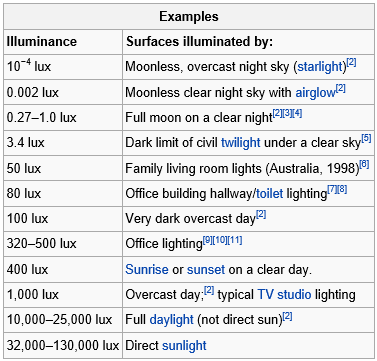 Examples
Illuminance Surfaces illuminated by:
10⁻⁴ lux Moonless, overcast night sky (starlight)[2]
0.002 lux Moonless clear night sky with airglow[2]
0.27–1.0 lux Full moon on a clear night[2][3][4]
3.4 lux Dark limit of civil twilight under a clear sky[5]
50 lux Family living room lights (Australia, 1998)[6]
80 lux Office building hallway/toilet lighting[7][8]
100 lux Very dark overcast day[2]
320–500 lux Office lighting[9][10][11]
400 lux Sunrise or sunset on a clear day.
1,000 lux Overcast day;[2] typical TV studio lighting
10,000–25,000 lux Full daylight (not direct sun)[2]
32,000–130,000 lux Direct sunlight